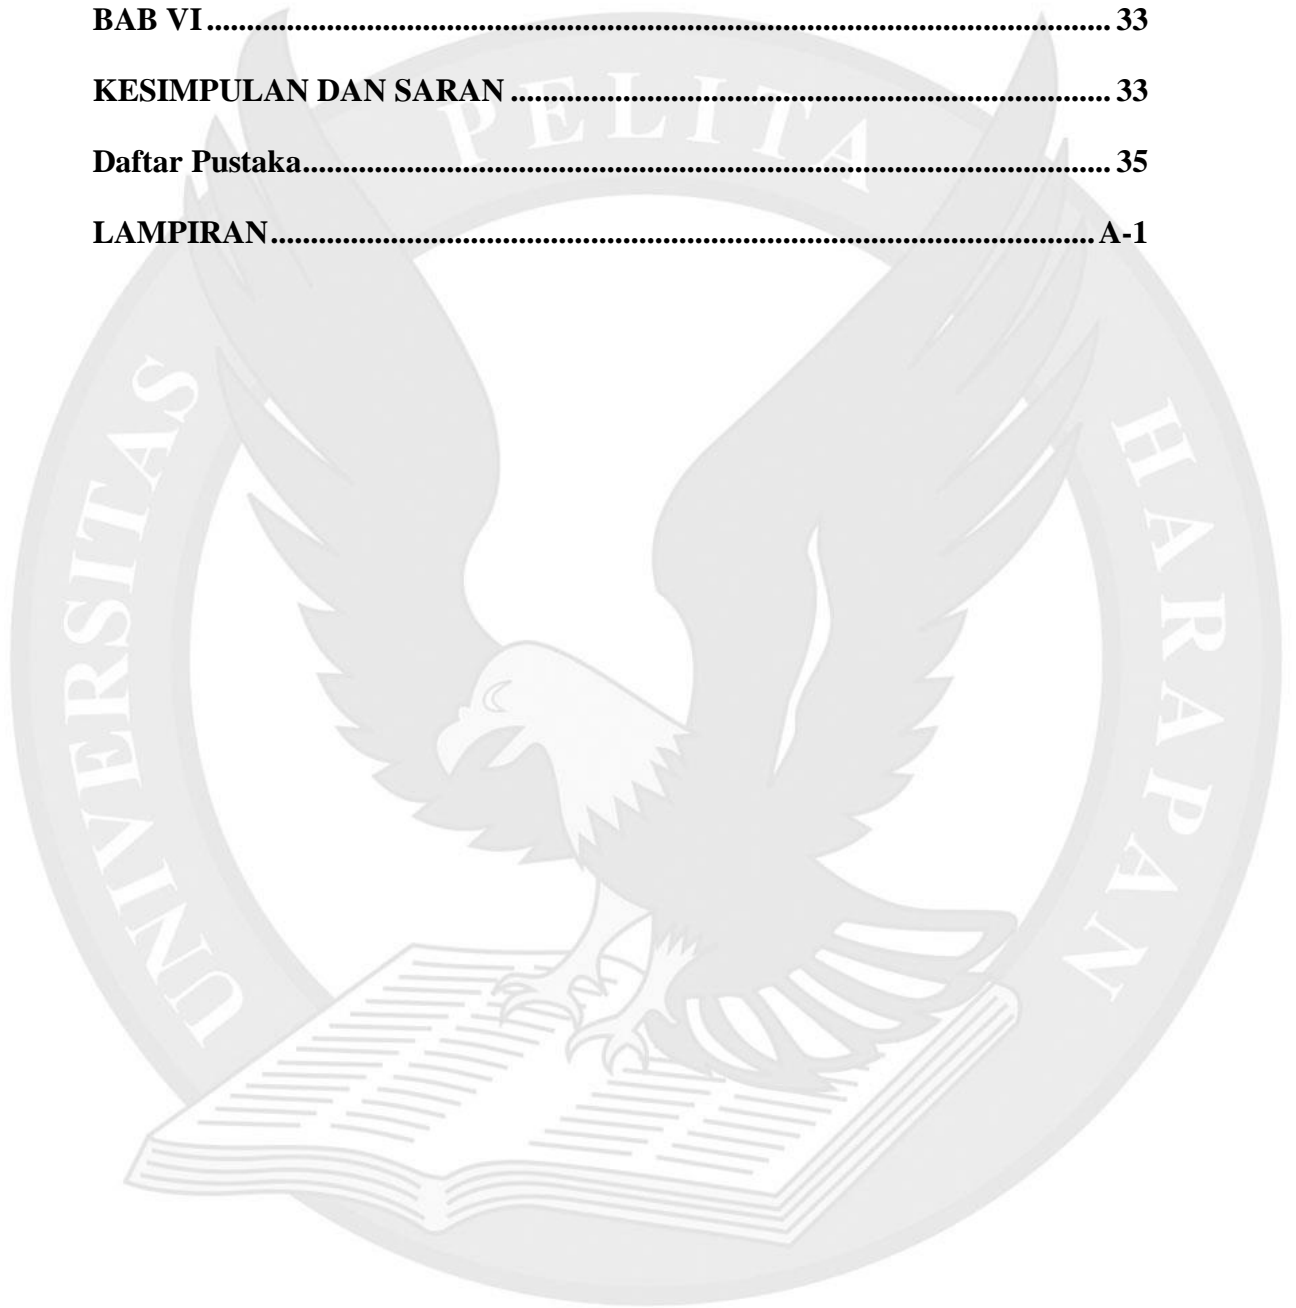 BAB VI........................................................................................................ 33
KESIMPULAN DAN SARAN ........................................................................ 33
Daftar Pustaka................................................................................................ 35
LAMPIRAN................................................................................................ A-1
UNIVERSITAS PELITA HARAPAN